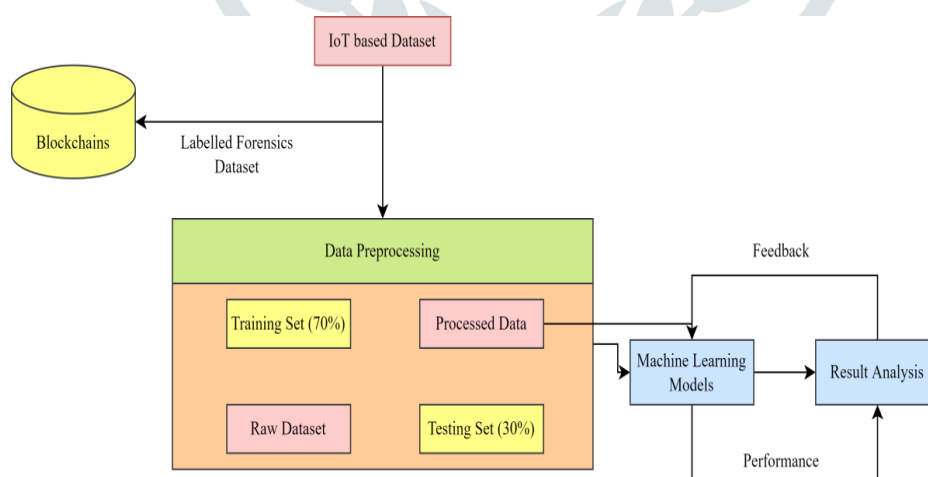 IoT based Dataset
Blockchains
Labelled Forensics
Dataset
Data Preprocessing
Feedback
Training Set (70%)
Processed Data
Machine Learning
Models
Result Analysis
Raw Dataset
Testing Set (30%)
Performance